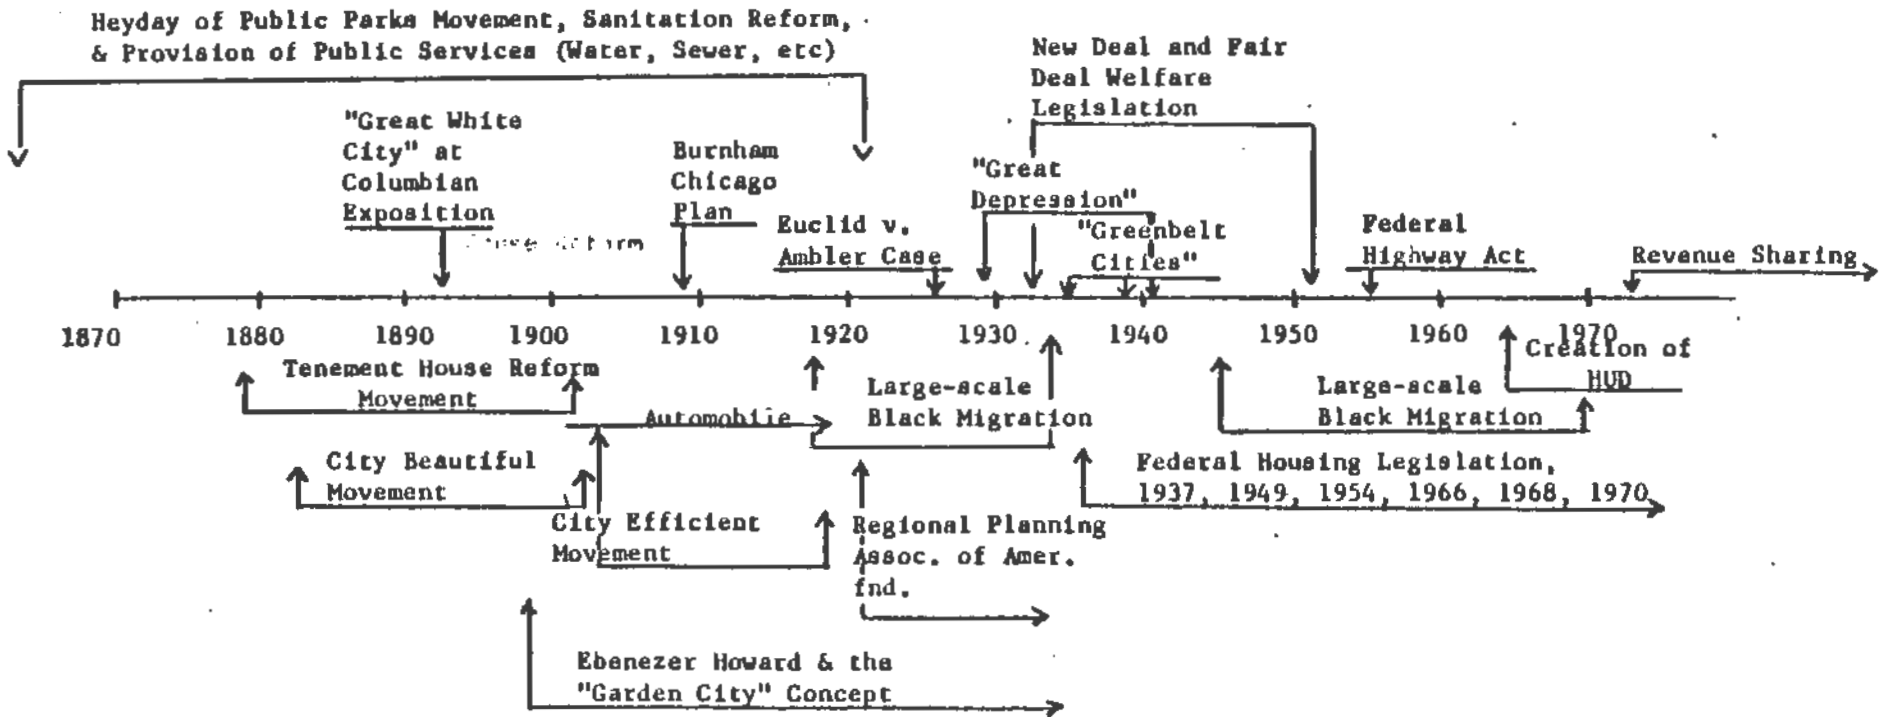 Heyday of Public Parks Movement, Sanitation Reform,
& Provision of Public Services (Water, Sewer, etc)
New Deal and Fair
Deal Welfare
Legislation
"Great White
City" at
Columbian
Exposition
Burnham
Chicago
Plan
"Great
Depression"
Euclid v.
Ambler Case
"Greenbelt
Cities"
Federal
Highway Act
Revenue Sharing
1870 1880 1890 1900 1910 1920 1930 1940 1950 1960 1970
Tenement House Reform
Movement
Automobile
Large-scale
Black Migration
Large-scale
Black Migration
Creation of
HUD
City Beautiful
Movement
Federal Housing Legislation,
1937, 1949, 1954, 1966, 1968, 1970
City Efficient
Movement
Regional Planning
Assoc. of Amer.
fnd.
Ebenezer Howard & the
"Garden City" Concept